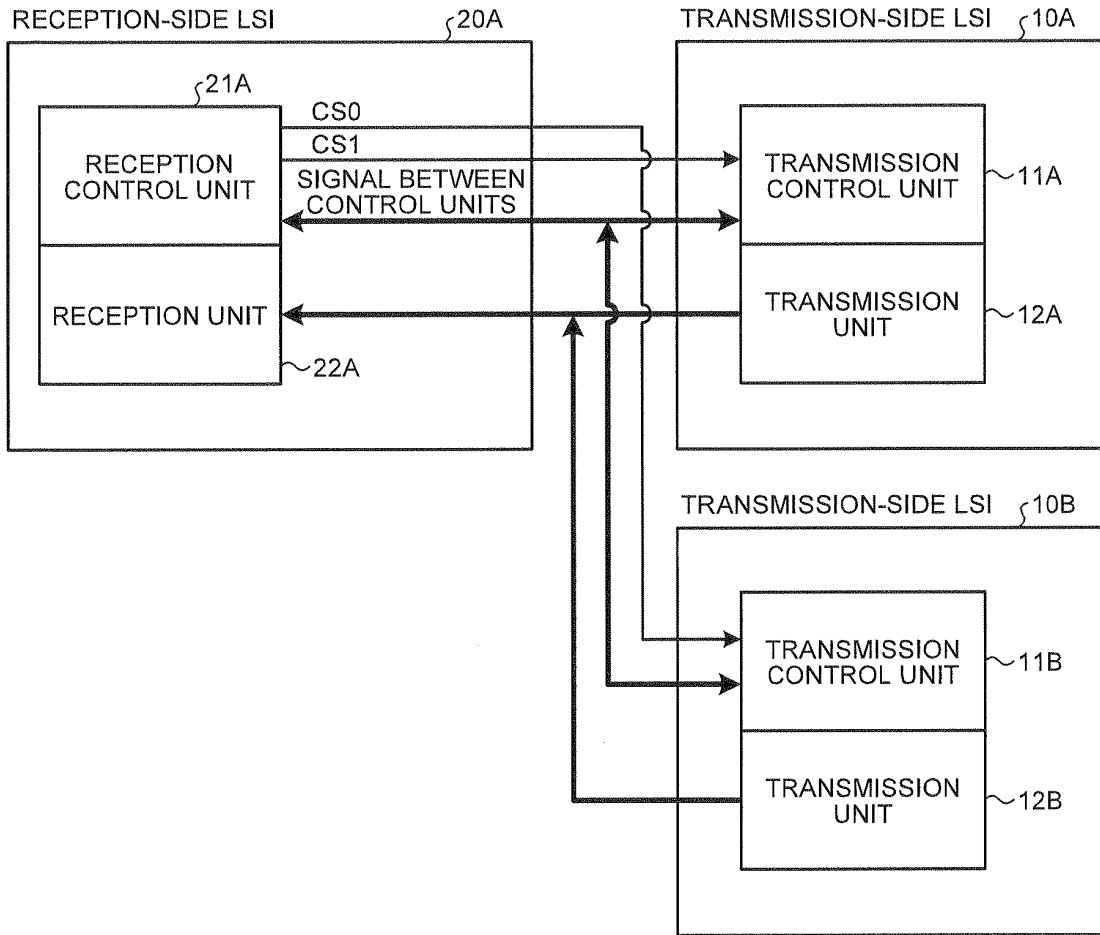 RECEPTION-SIDE LSI
20A
21A
RECEPTION
CONTROL UNIT
RECEPTION UNIT
22A
CS0
CS1
SIGNAL BETWEEN
CONTROL UNITS
TRANSMISSION-SIDE LSI
10A
TRANSMISSION
CONTROL UNIT
11A
TRANSMISSION
UNIT
12A
TRANSMISSION-SIDE LSI
10B
TRANSMISSION
CONTROL UNIT
11B
TRANSMISSION
UNIT
12B